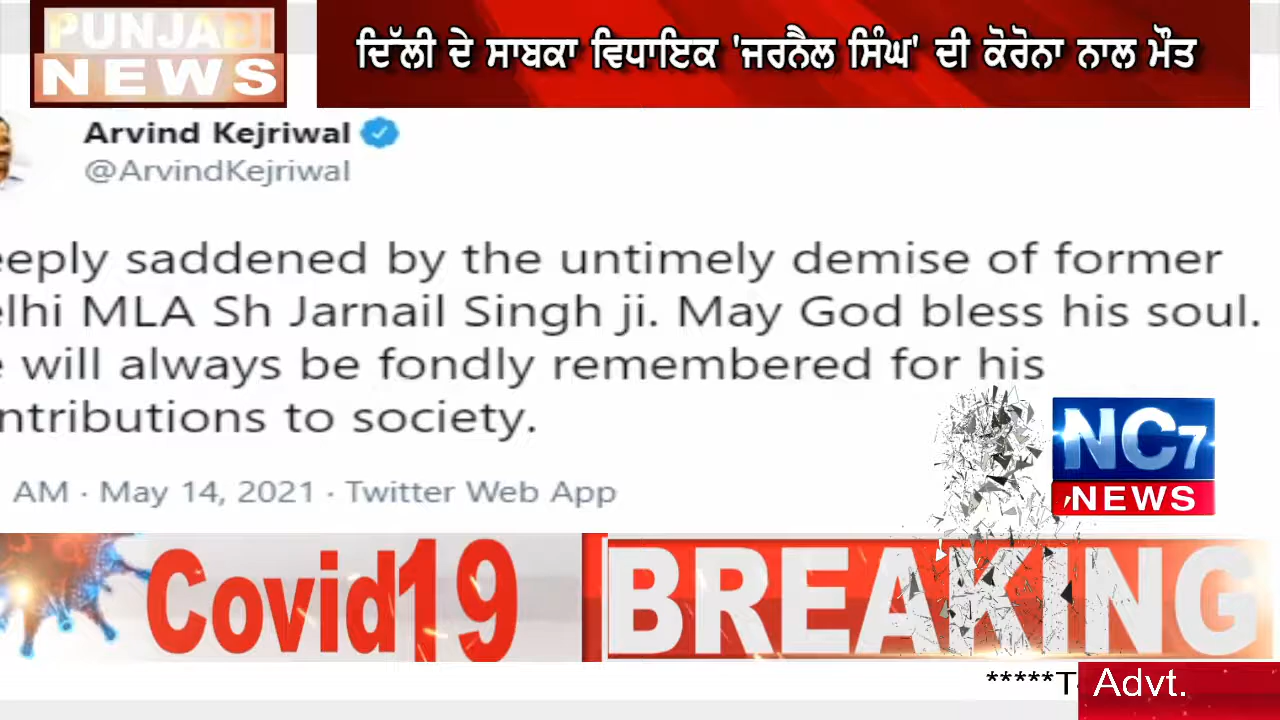 PUNJABI
NEWS
ਦਿੱਲੀ ਦੇ ਸਾਬਕਾ ਵਿਧਾਇਕ 'ਜਰਨੈਲ ਸਿੰਘ' ਦੀ ਕੋਰੋਨਾ ਨਾਲ ਮੌਤ
Arvind Kejriwal
@ArvindKejriwal
eeply saddened by the untimely demise of former
elhi MLA Sh Jarnail Singh ji. May God bless his soul.
e will always be fondly remembered for his
ntributions to society.
AM · May 14, 2021 · Twitter Web App
NC7
NEWS
Covid19
BREAKING
*****T
Advt.